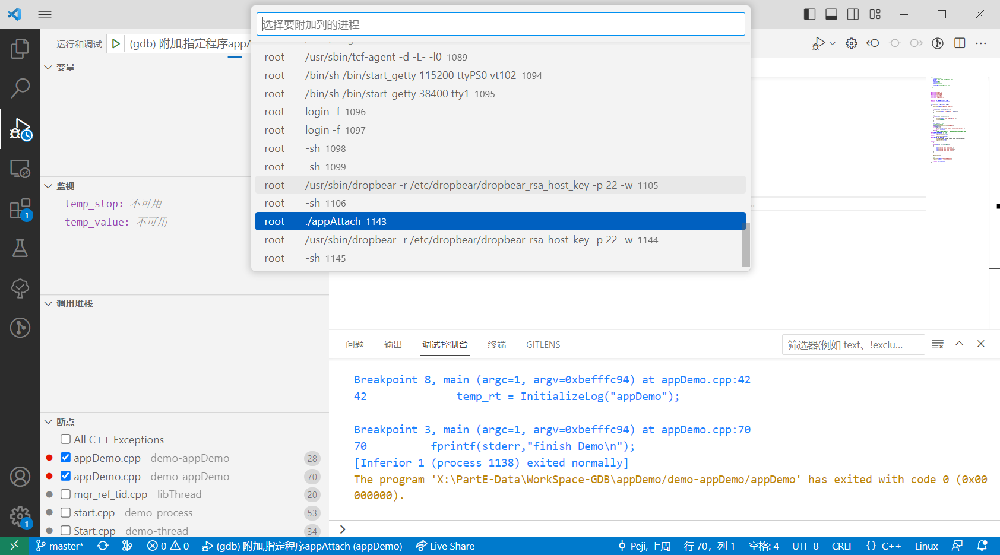 选择要附加到的进程
运行和调试
(gdb) 附加,指定程序appA
变量
root /usr/sbin/tcf-agent -d -L- -l0 1089
root /bin/sh /bin/start_getty 115200 ttyPS0 vt102 1094
root /bin/sh /bin/start_getty 38400 tty1 1095
root login -f 1096
root login -f 1097
root -sh 1098
root -sh 1099
root /usr/sbin/dropbear -r /etc/dropbear/dropbear_rsa_host_key -p 22 -w 1105
root -sh 1106
root ./appAttach 1143
root /usr/sbin/dropbear -r /etc/dropbear/dropbear_rsa_host_key -p 22 -w 1144
root -sh 1145
监视
temp_stop: 不可用
temp_value: 不可用
1
调用堆栈
断点
All C++ Exceptions
appDemo.cpp demo-appDemo 28
appDemo.cpp demo-appDemo 70
mgr_ref_tid.cpp libThread 20
start.cpp demo-process 53
Start.cpp demo-thread 34
1
问题 输出 调试控制台 终端 GITLENS
筛选器(例如 text、!exclu...
Breakpoint 8, main (argc=1, argv=0xbefffc94) at appDemo.cpp:42
42 temp_rt = InitializeLog("appDemo");
Breakpoint 3, main (argc=1, argv=0xbefffc94) at appDemo.cpp:70
70 fprintf(stderr,"finish Demo\n");
[Inferior 1 (process 1138) exited normally]
The program 'X:\PartE-Data\WorkSpace-GDB\appDemo/demo-appDemo/appDemo' has exited with code 0 (0x00
000000).
master* 0 0 (gdb) 附加,指定程序appAttach (appDemo) Live Share Peji, 上周 行 70，列 1 空格: 4 UTF-8 CRLF {} C++ Linux